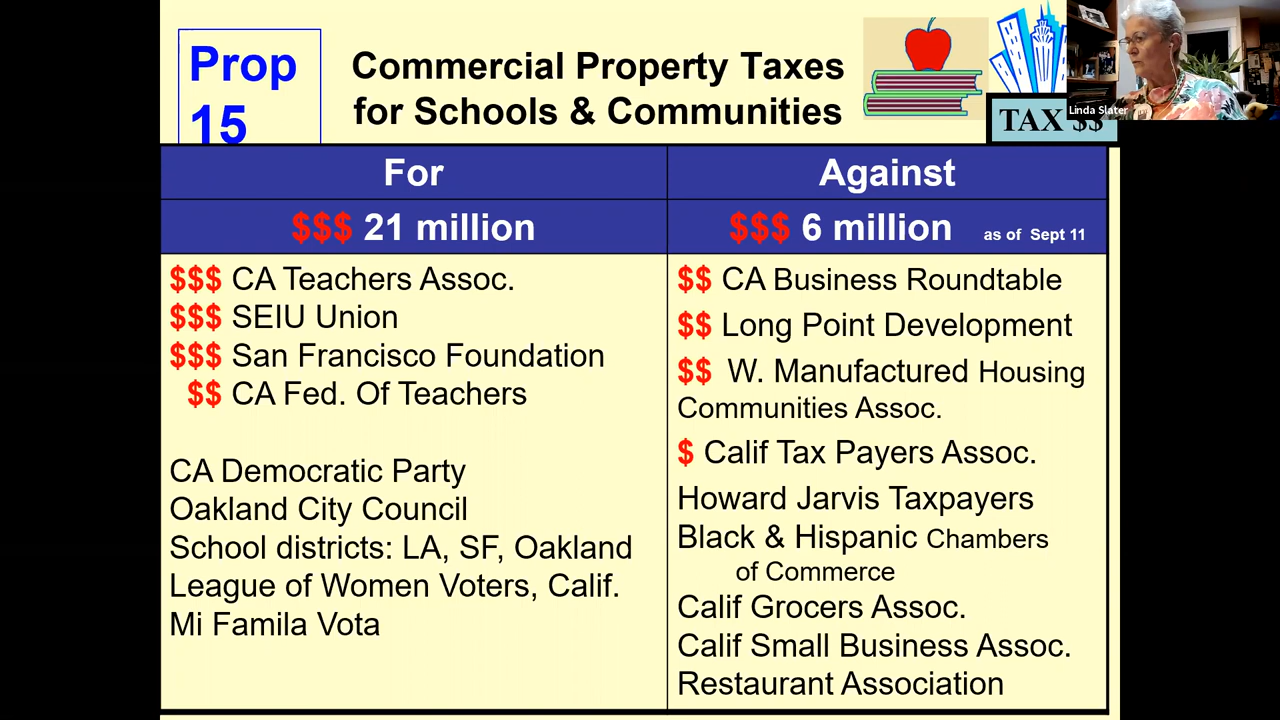 Prop
15
Commercial Property Taxes
for Schools & Communities
TAX $$
Linda Slater
For
Against
$$$ 21 million
$$$ 6 million as of Sept 11
$$$ CA Teachers Assoc.
$$$ SEIU Union
$$$ San Francisco Foundation
$$ CA Fed. Of Teachers
CA Democratic Party
Oakland City Council
School districts: LA, SF, Oakland
League of Women Voters, Calif.
Mi Famila Vota
$$ CA Business Roundtable
$$ Long Point Development
$$ W. Manufactured Housing
Communities Assoc.
$ Calif Tax Payers Assoc.
Howard Jarvis Taxpayers
Black & Hispanic Chambers
of Commerce
Calif Grocers Assoc.
Calif Small Business Assoc.
Restaurant Association